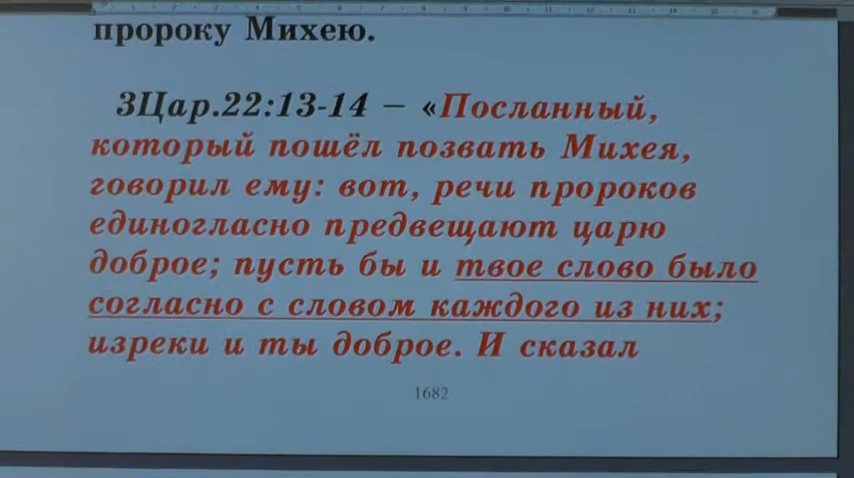 пророку Михею.
3Цар.22:13-14 – «Посланный,
который пошёл позвать Михея,
говорил ему: вот, речи пророков
единогласно предвещают царю
доброе; пусть бы и твое слово было
согласно с словом каждого из них;
изреки и ты доброе. И сказал
1682